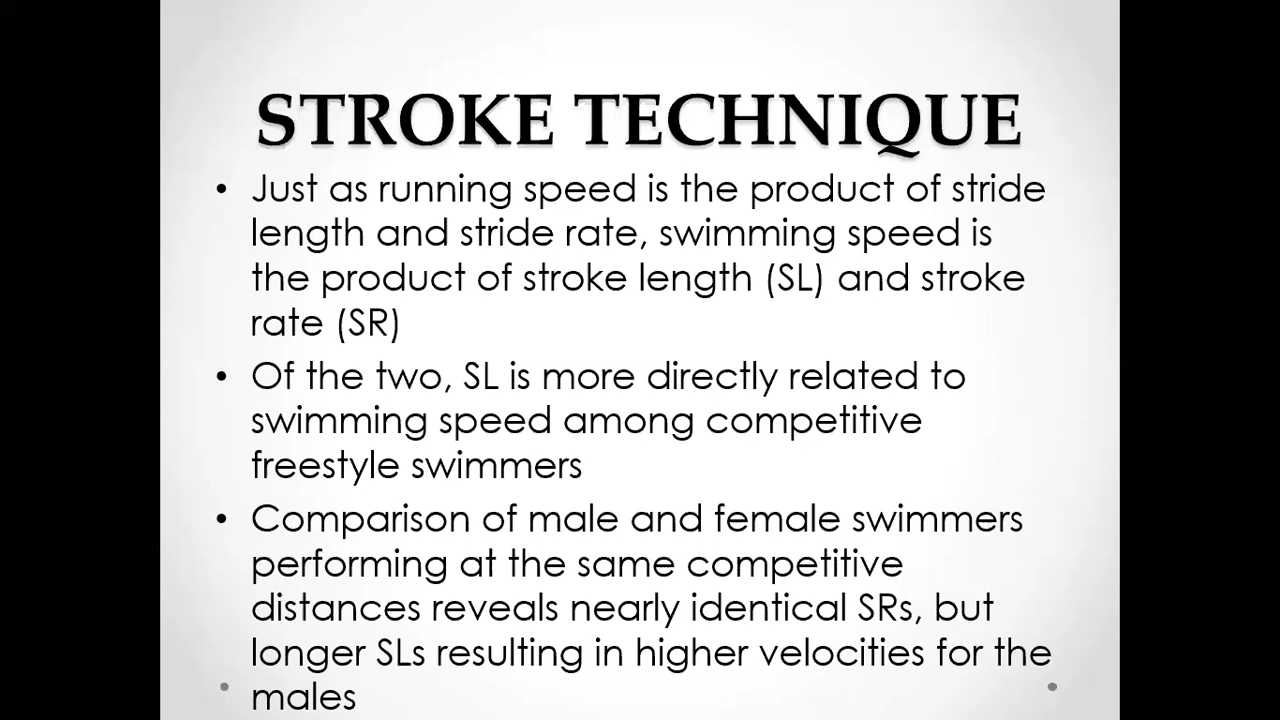 STROKE TECHNIQUE
• Just as running speed is the product of stride
length and stride rate, swimming speed is
the product of stroke length (SL) and stroke
rate (SR)
• Of the two, SL is more directly related to
swimming speed among competitive
freestyle swimmers
• Comparison of male and female swimmers
performing at the same competitive
distances reveals nearly identical SRs, but
longer SLs resulting in higher velocities for the
males